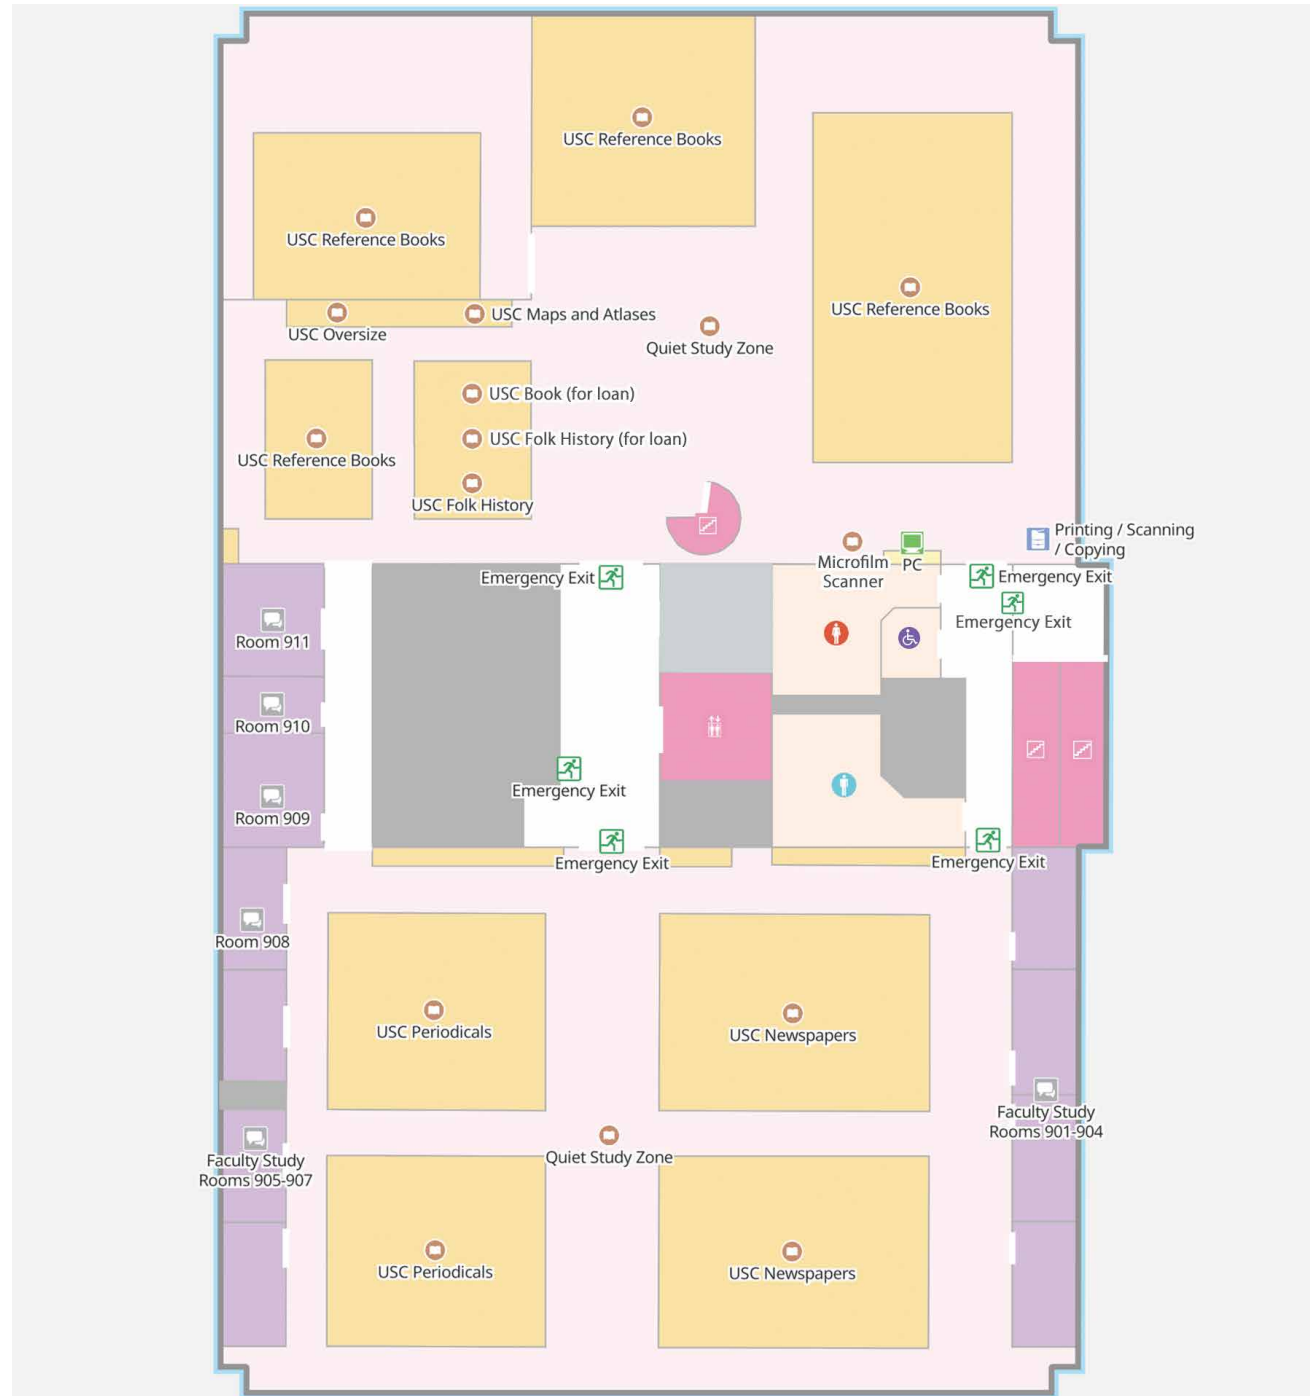 USC Reference Books
USC Reference Books
USC Reference Books
USC Oversize
USC Maps and Atlases
Quiet Study Zone
USC Book (for loan)
USC Folk History (for loan)
USC Reference Books
USC Folk History
Printing / Scanning
/ Copying
Microfilm
Scanner
PC
Emergency Exit
Emergency Exit
Emergency Exit
Room 911
Room 910
Emergency Exit
Room 909
Emergency Exit
Emergency Exit
Room 908
USC Periodicals
USC Newspapers
Faculty Study
Rooms 901-904
Quiet Study Zone
Faculty Study
Rooms 905-907
USC Periodicals
USC Newspapers